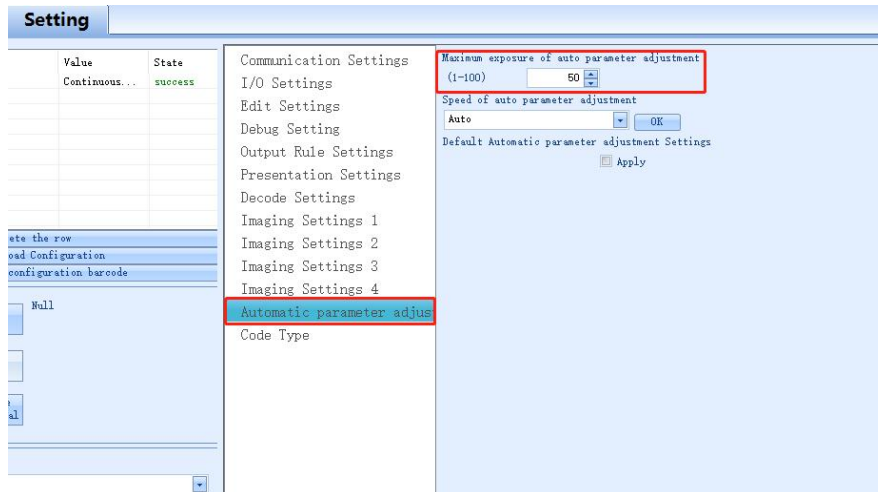 Setting
Value State
Continuous... success
ete the row
oad Configuration
configuration barcode
Null
al
Communication Settings
I/O Settings
Edit Settings
Debug Setting
Output Rule Settings
Presentation Settings
Decode Settings
Imaging Settings 1
Imaging Settings 2
Imaging Settings 3
Imaging Settings 4
Automatic parameter adjus
Code Type
Maximum exposure of auto parameter adjustment
(1-100) 50
Speed of auto parameter adjustment
Auto OK
Default Automatic parameter adjustment Settings
Apply